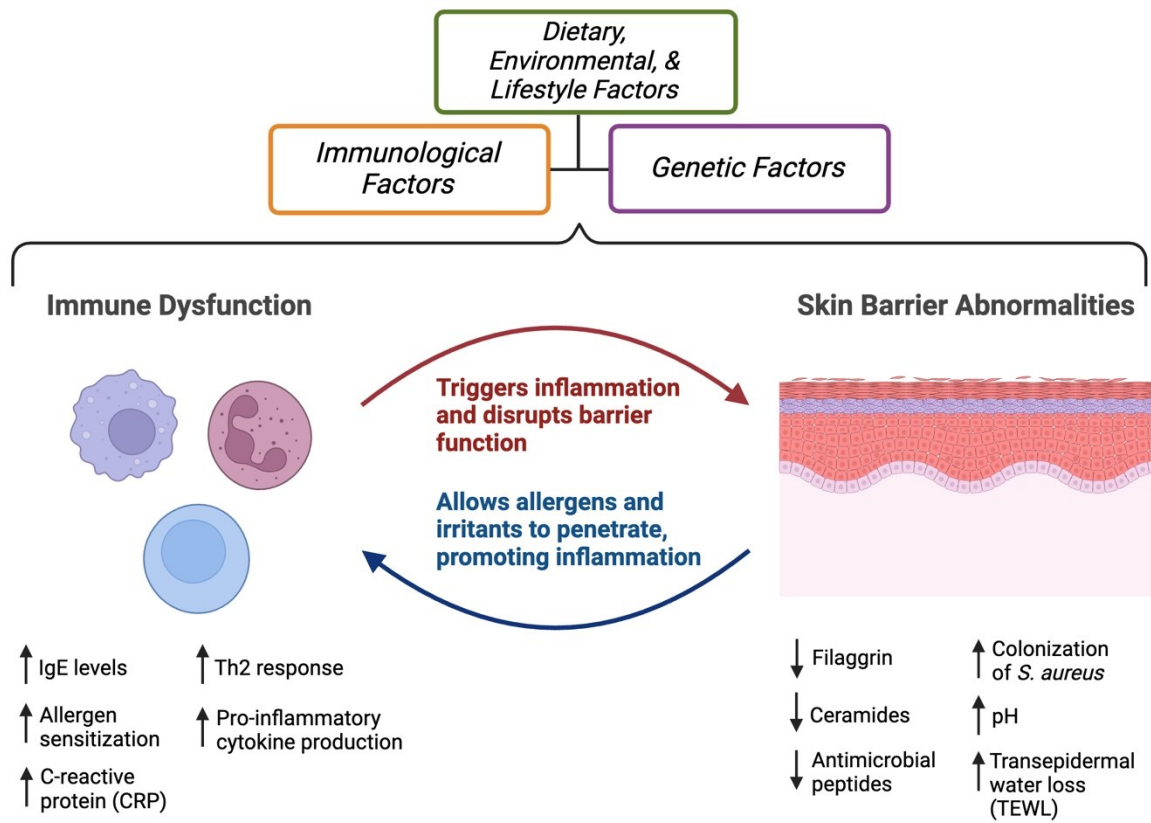 Dietary,
Environmental, &
Lifestyle Factors
Immunological
Factors
Genetic Factors
Immune Dysfunction
Skin Barrier Abnormalities
Triggers inflammation
and disrupts barrier
function
Allows allergens and
irritants to penetrate,
promoting inflammation
IgE levels
Th2 response
Allergen
sensitization
Pro-inflammatory
cytokine production
C-reactive
protein (CRP)
Filaggrin
Colonization
of S. aureus
Ceramides
pH
Antimicrobial
peptides
Transepidermal
water loss
(TEWL)